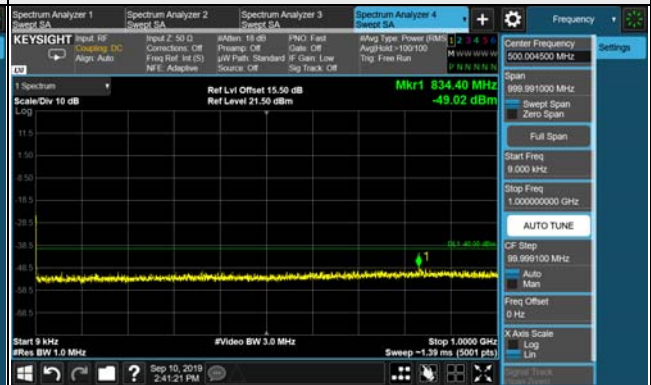 Spectrum Analyzer 1
Swept SA
Spectrum Analyzer 2
Swept SA
Spectrum Analyzer 3
Swept SA
Spectrum Analyzer 4
Swept SA
+
Frequency
KEYSIGHT
Input: RF
Coupling: DC
Align: Auto
Input Z: 50 Ω
Corrections: Off
Freq Ref: Int (S)
NFE: Adaptive
#Atten: 18 dB
Preamp: Off
µW Path: Standard
Source: Off
PNO: Fast
Gate: Off
IF Gain: Low
Sig Track: Off
#Avg Type: Power (RMS
Avg|Hold:>100/100
Trig: Free Run
1 2 3 4 5 6
M W W W W W
P N N N N N
1 Spectrum
Scale/Div 10 dB
Log
Ref Lvl Offset 15.50 dB
Ref Level 21.50 dBm
Mkr1 834.40 MHz
-49.02 dBm
11.5
1.50
-8.50
-18.5
-28.5
-38.5
-48.5
-58.5
-68.5
1
Start 9 kHz
#Res BW 1.0 MHz
#Video BW 3.0 MHz
Stop 1.0000 GHz
Sweep ~1.39 ms (5001 pts)
Sep 10, 2019
2:41:21 PM
Center Frequency
500.004500 MHz
Settings
Span
999.991000 MHz
Swept Span
Zero Span
Full Span
Start Freq
9.000 kHz
Stop Freq
1.000000000 GHz
AUTO TUNE
CF Step
99.999100 MHz
Auto
Man
Freq Offset
0 Hz
X Axis Scale
Log
Lin
Signal Track